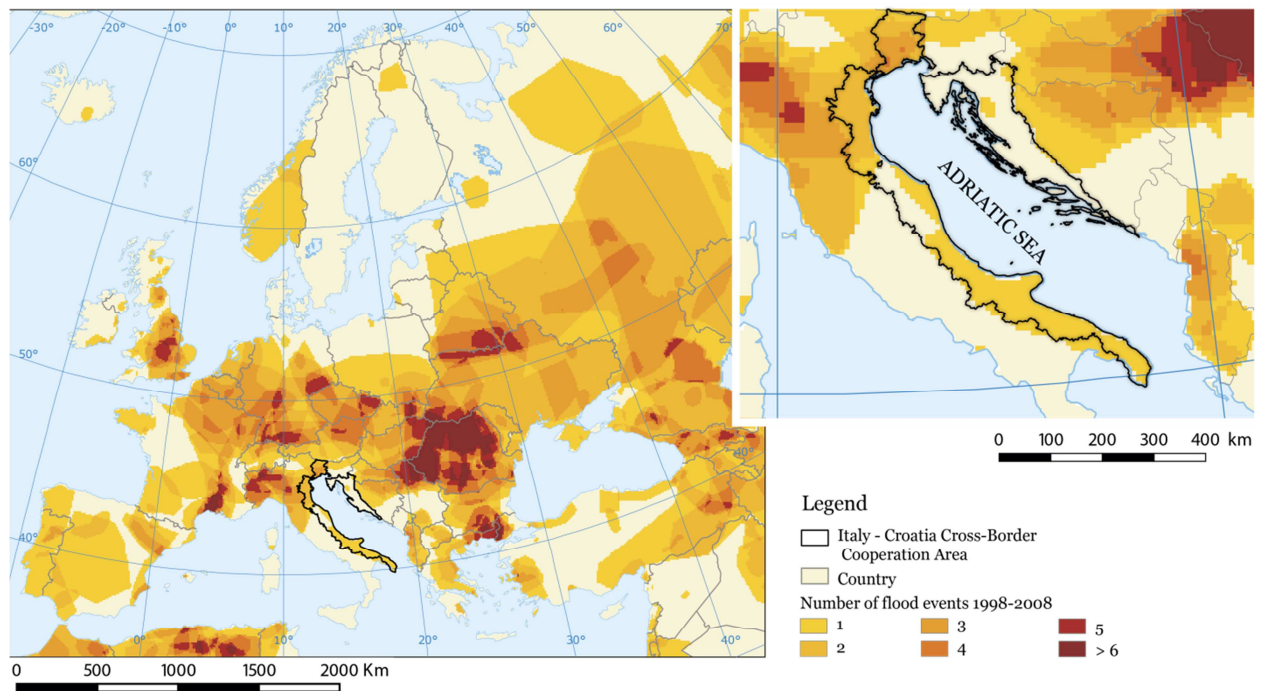 -30° -20° -10° 0° 10° 20° 30° 40° 50° 60° 70°
60°
50°
40°
40°
0° 10° 20° 30° 40°
0 500 1000 1500 2000 Km
ADRIATIC SEA
0 100 200 300 400 km
Legend
Italy - Croatia Cross-Border
Cooperation Area
Country
Number of flood events 1998-2008
1 3 5
2 4 > 6